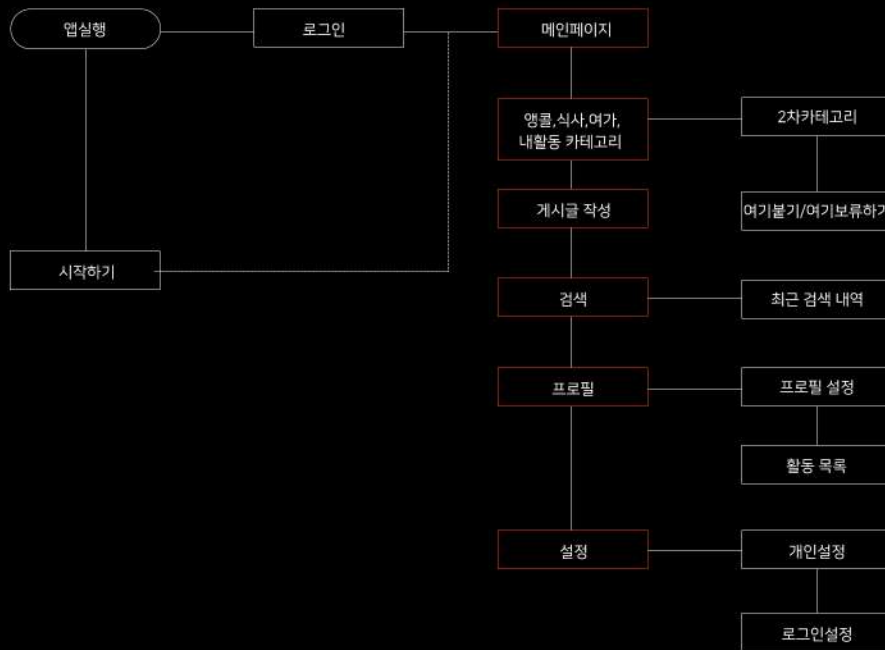 앱실행
로그인
메인페이지
앵콜,식사,여가,
내활동 카테고리
2차카테고리
게시글 작성
여기붙기/여기보류하기
시작하기
검색
최근 검색 내역
프로필
프로필 설정
활동 목록
설정
개인설정
로그인설정